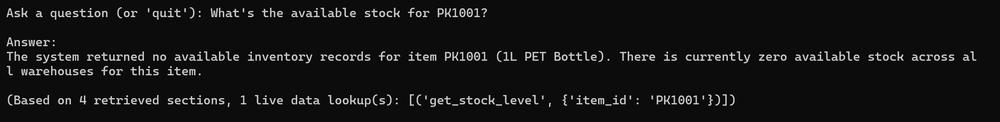 Ask a question (or 'quit'): What's the available stock for PK1001?
Answer:
The system returned no available inventory records for item PK1001 (1L PET Bottle). There is currently zero available stock across al
l warehouses for this item.
(Based on 4 retrieved sections, 1 live data lookup(s): [('get_stock_level', {'item_id': 'PK1001'})])